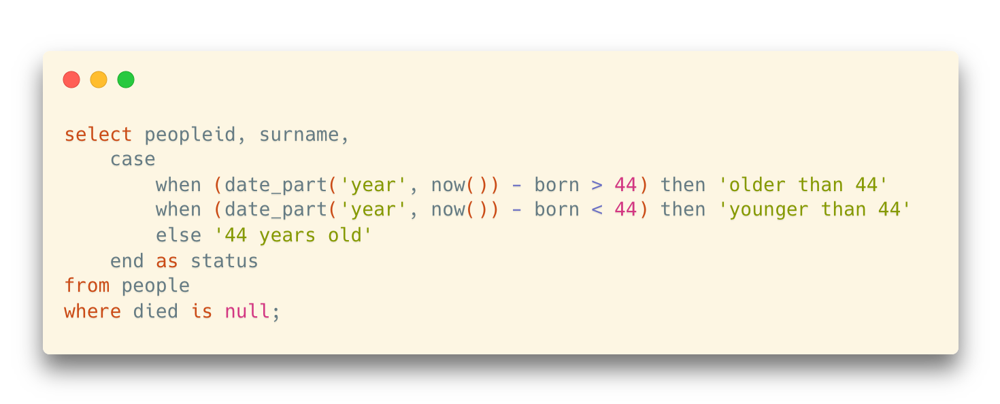 select peopleid, surname,
    case
        when (date_part('year', now()) - born > 44) then 'older than 44'
        when (date_part('year', now()) - born < 44) then 'younger than 44'
        else '44 years old'
    end as status
from people
where died is null;